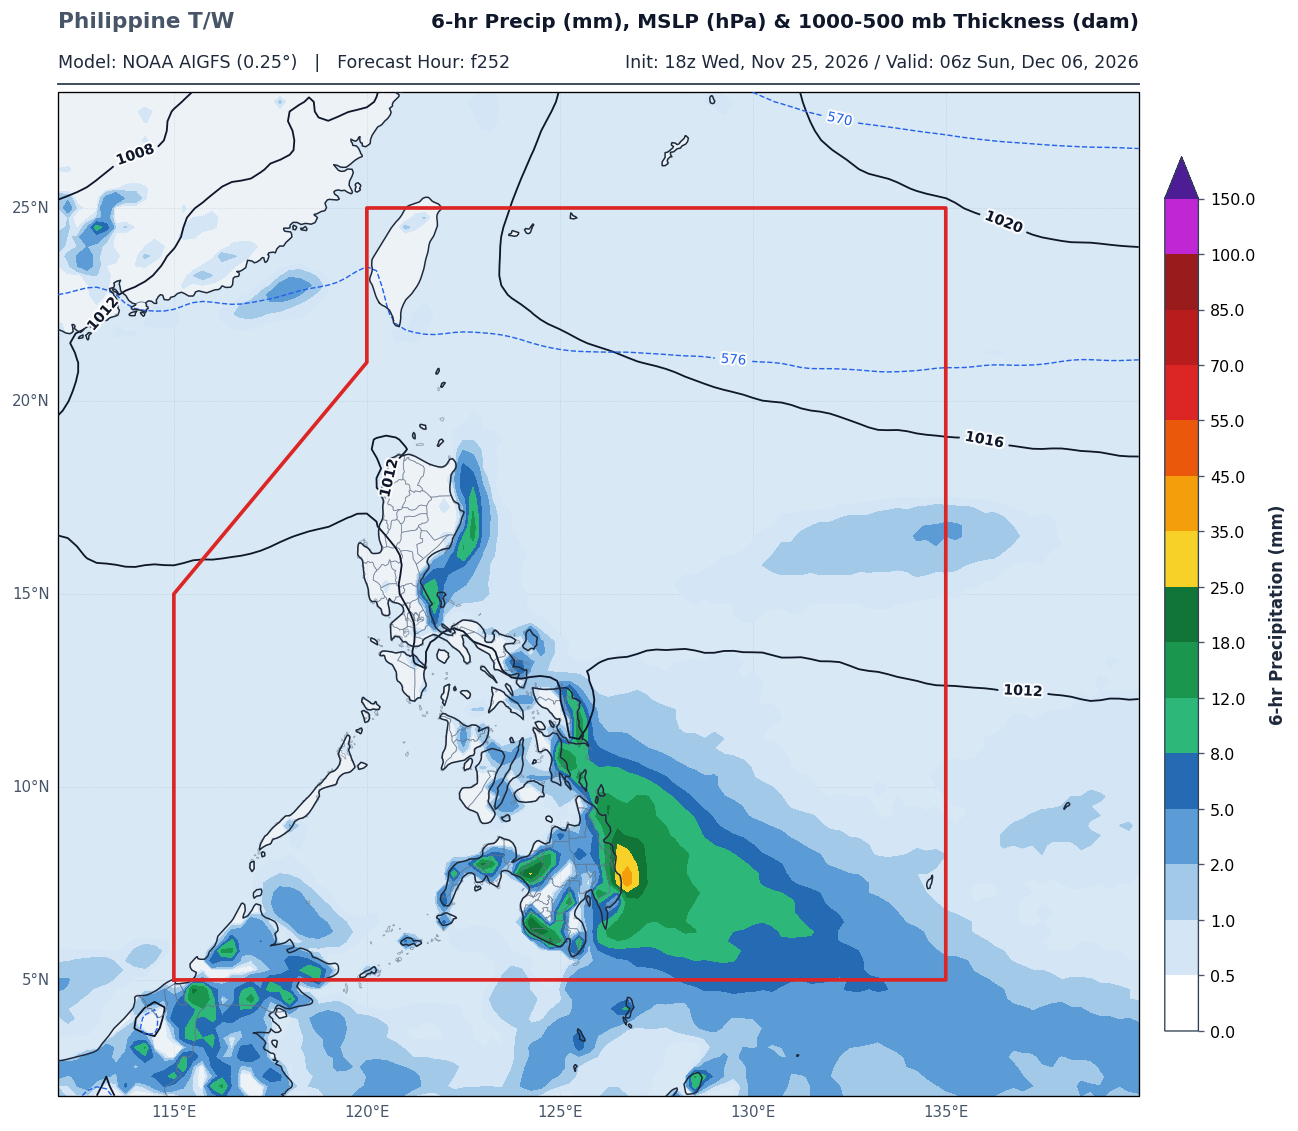 Philippine T/W
6-hr Precip (mm), MSLP (hPa) & 1000-500 mb Thickness (dam)
Model: NOAA AIGFS (0.25°) | Forecast Hour: f252
Init: 18z Wed, Nov 25, 2026 / Valid: 06z Sun, Dec 06, 2026
570
1008
1020
1012
576
1016
1012
1012
25°N
20°N
15°N
10°N
5°N
115°E
120°E
125°E
130°E
135°E
150.0
100.0
85.0
70.0
55.0
45.0
35.0
25.0
18.0
12.0
8.0
5.0
2.0
1.0
0.5
0.0
6-hr Precipitation (mm)